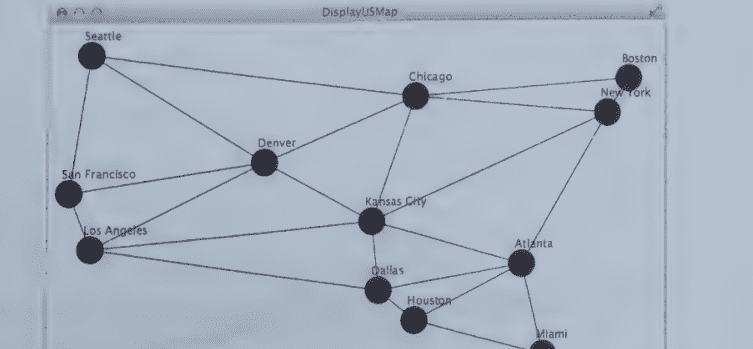 DisplayUSMap
Seattle
Boston
Chicago
New York
Denver
San Francisco
Kansas City
Los Angeles
Atlanta
Dallas
Houston
Miami